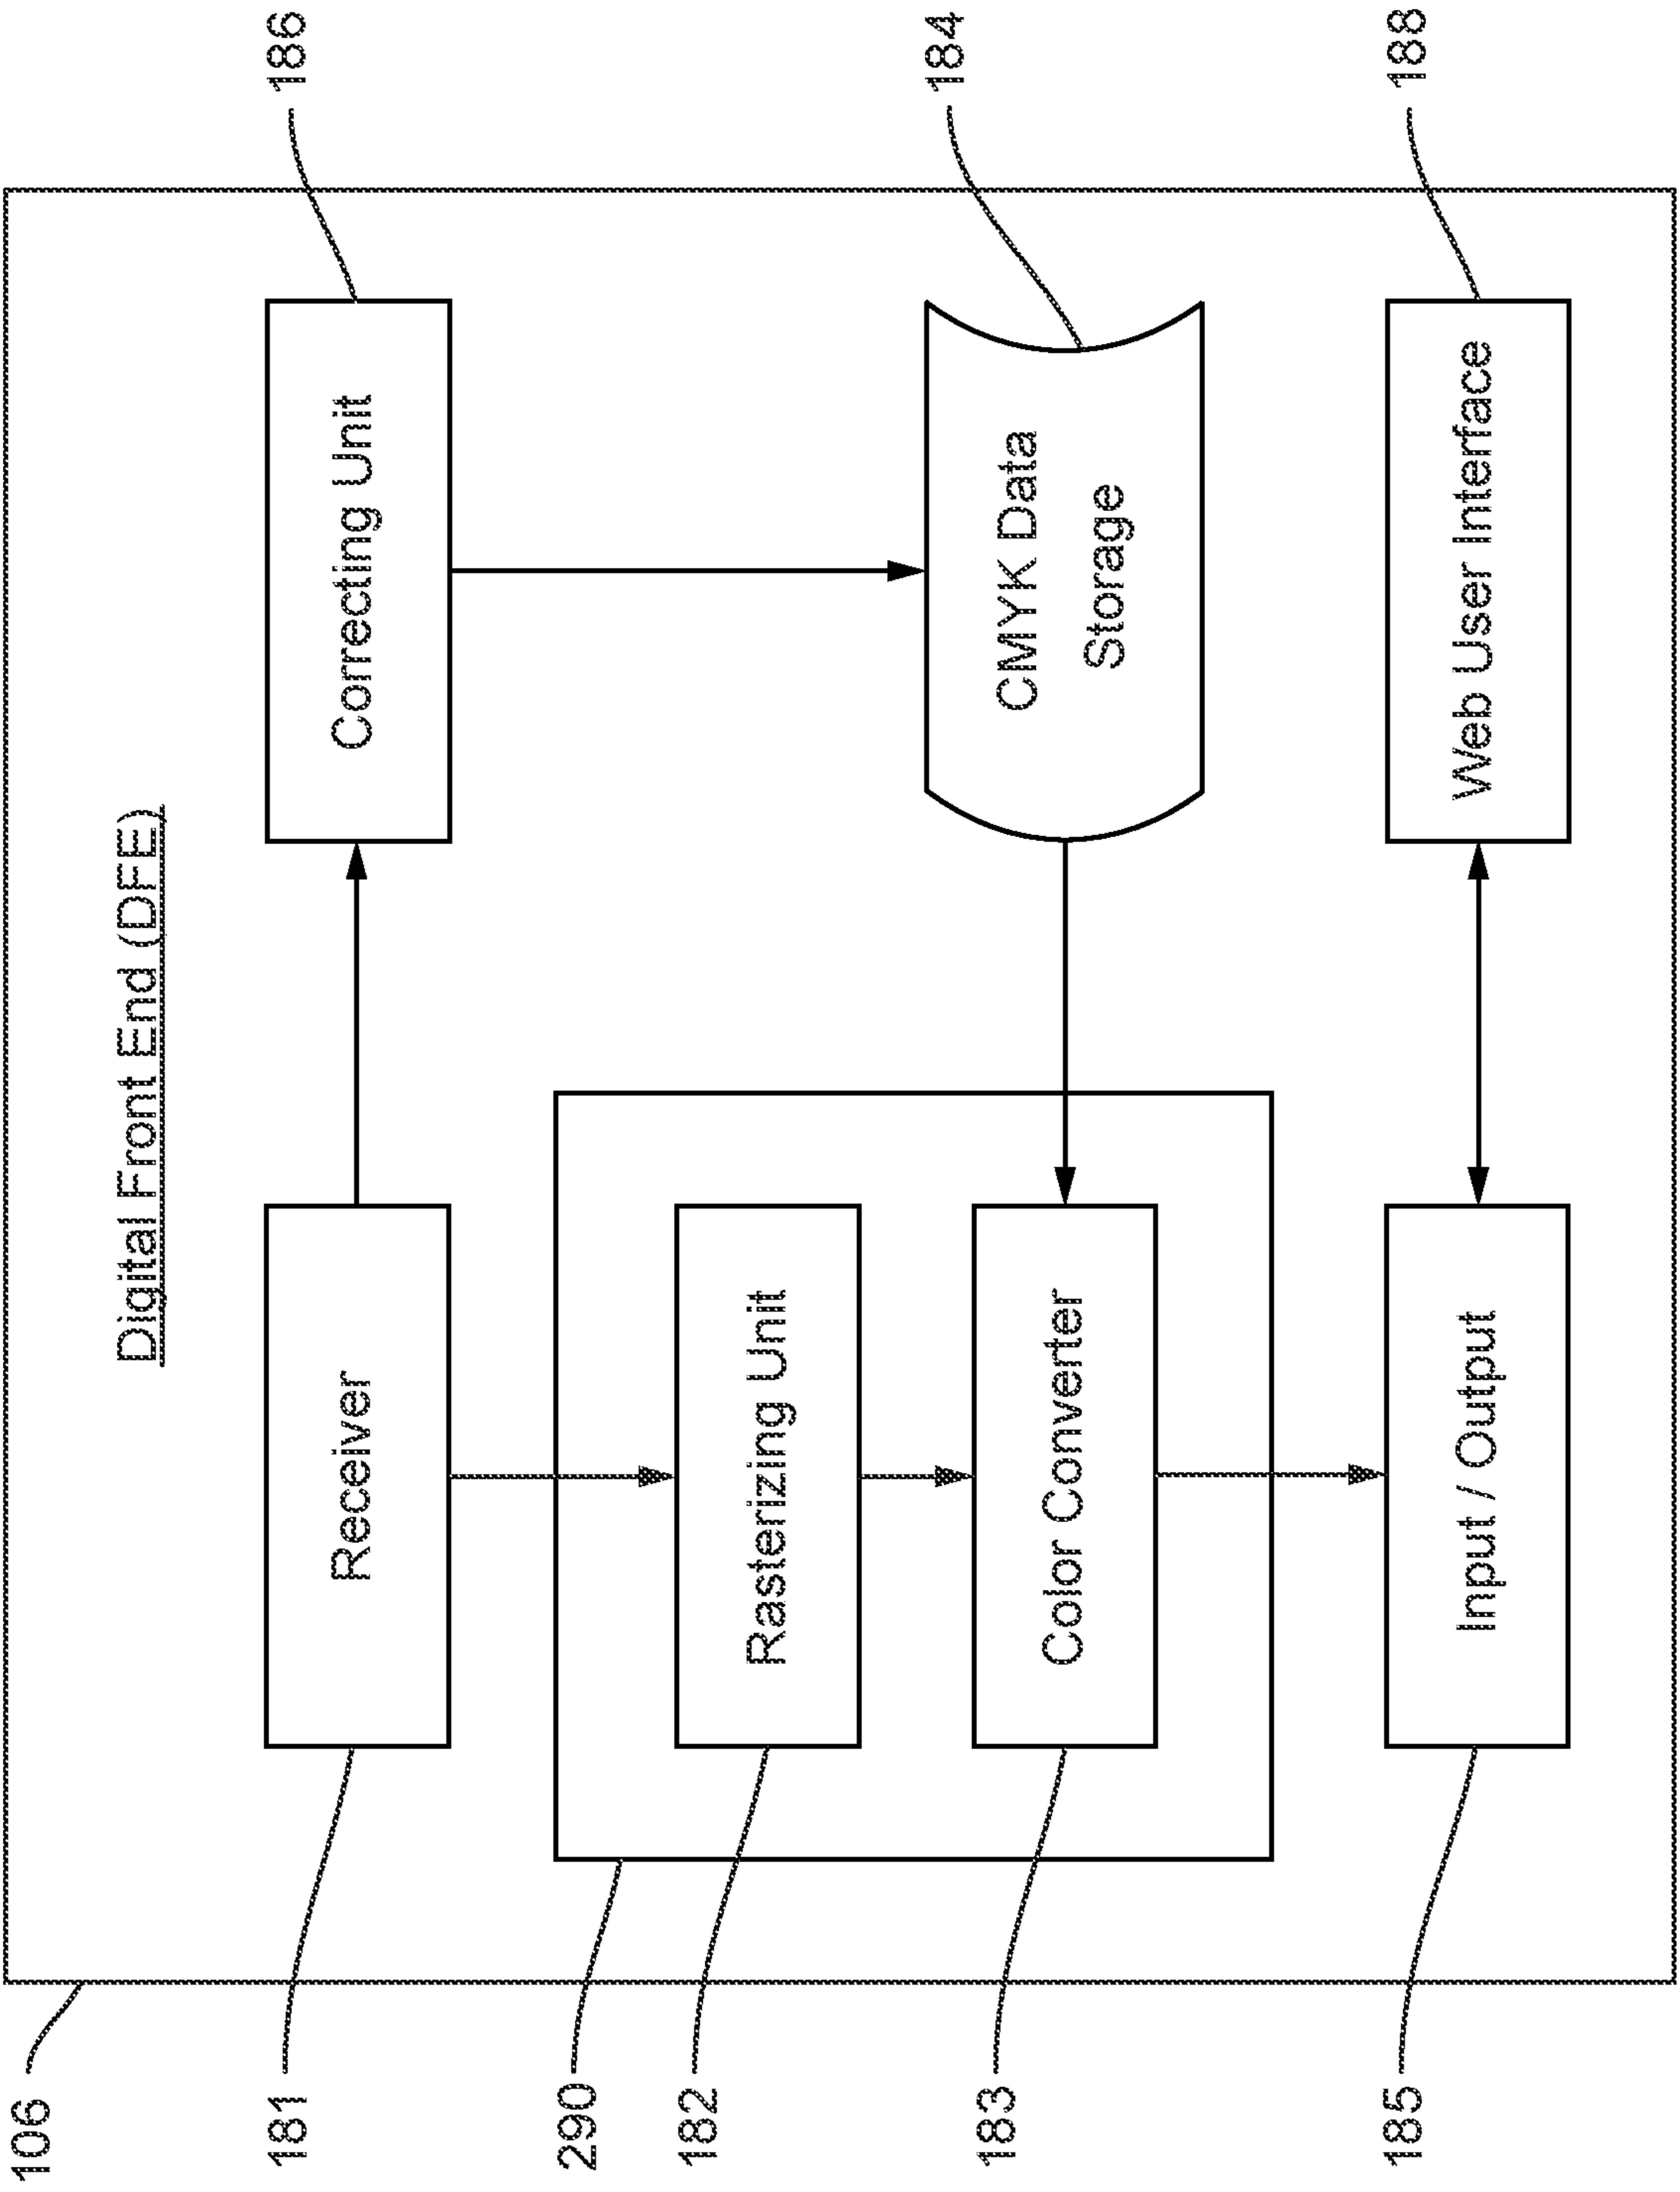 Digital Front End (DFE)
106
181
Receiver
Correcting Unit
186
290
182
Rasterizing Unit
183
Color Converter
CMYK Data
Storage
184
185
Input / Output
Web User Interface
188